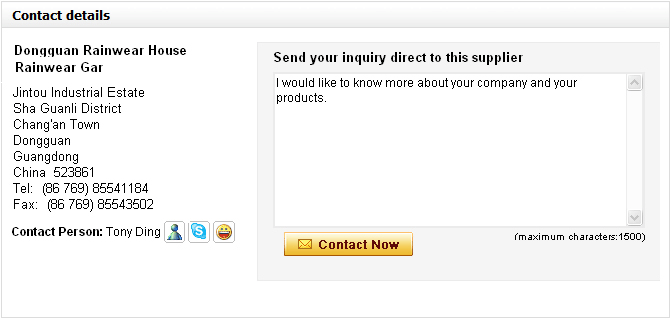 Contact details
Dongguan Rainwear House
Rainwear Gar
Jintou Industrial Estate
Sha Guanli District
Chang'an Town
Dongguan
Guangdong
China 523861
Tel: (86 769) 85541184
Fax: (86 769) 85543502
Contact Person: Tony Ding
Send your inquiry direct to this supplier
I would like to know more about your company and your
products.
Contact Now
(maximum characters:1500)